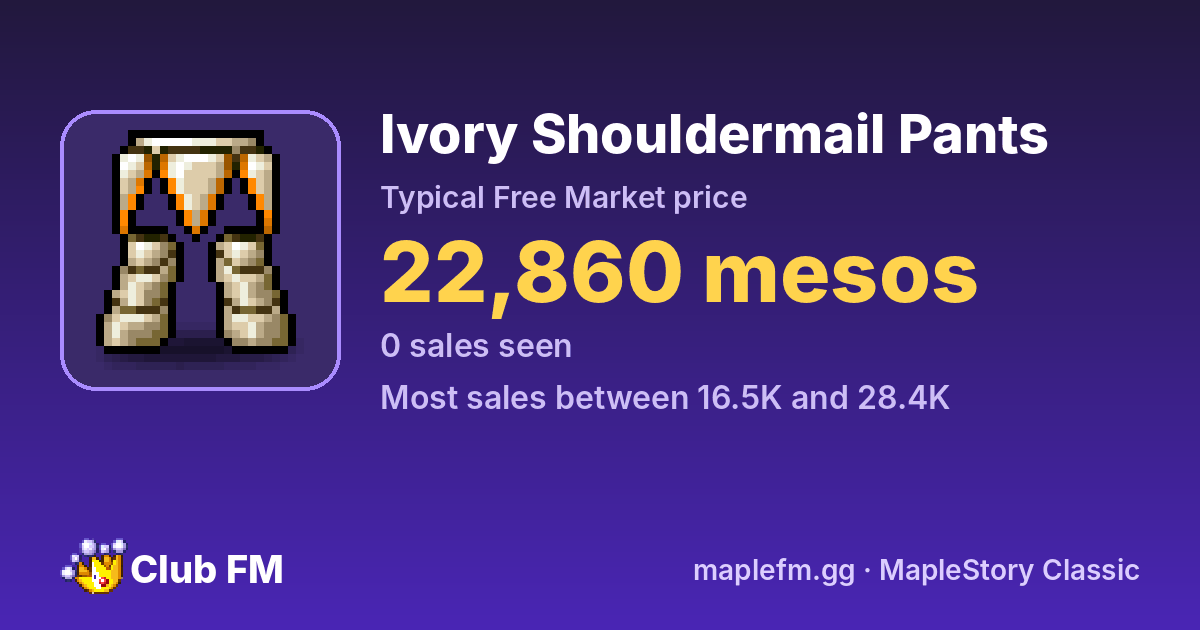 Ivory Shouldermail Pants
Typical Free Market price
22,860 mesos
0 sales seen
Most sales between 16.5K and 28.4K
Club FM
maplefm.gg · MapleStory Classic